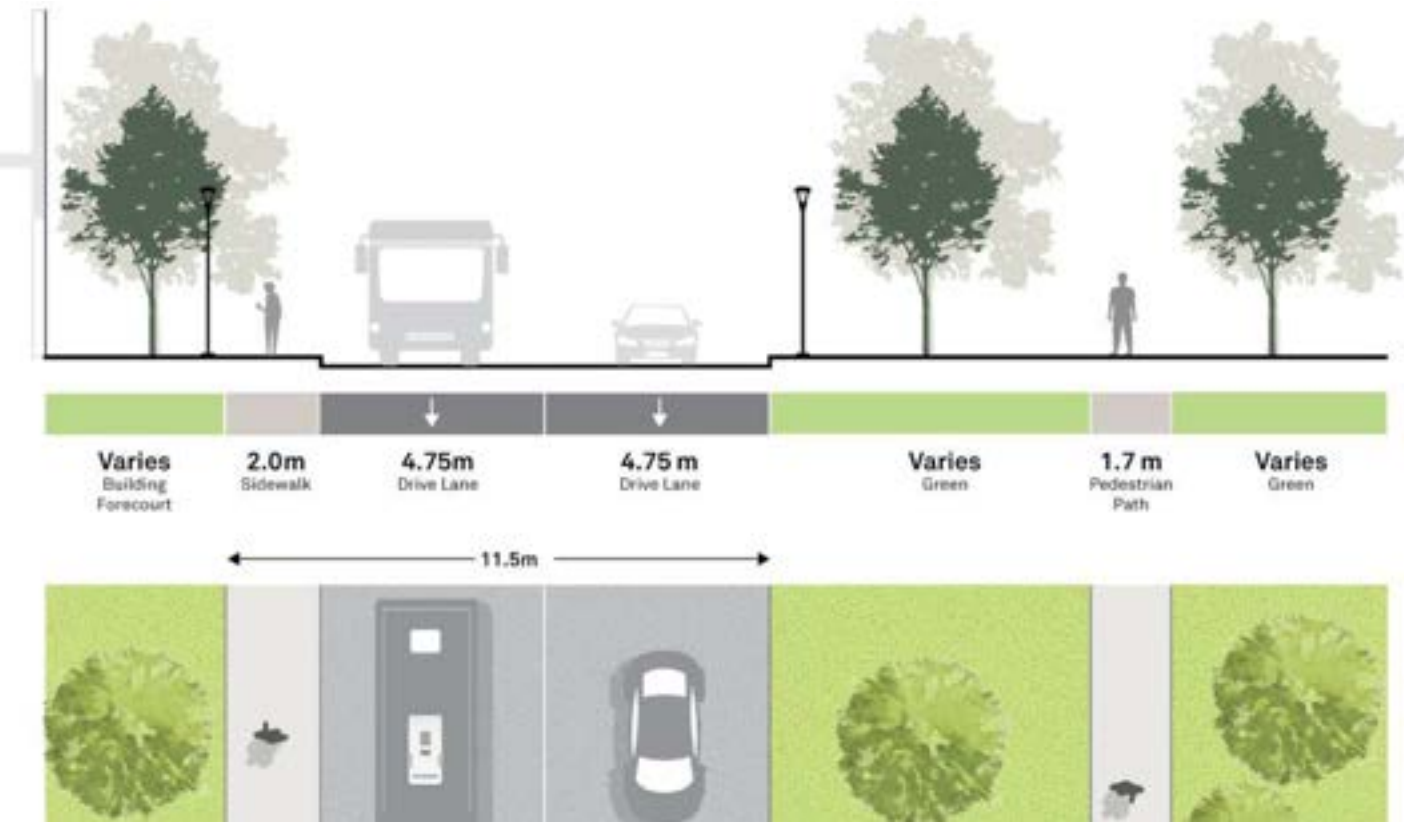 Varies
Building
Forecourt
2.0m
Sidewalk
4.75m
Drive Lane
4.75 m
Drive Lane
Varies
Green
1.7 m
Pedestrian
Path
Varies
Green
11.5m